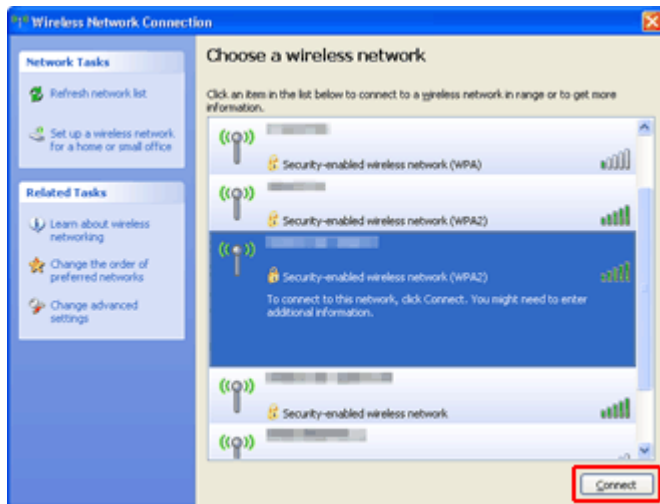 Wireless Network Connection
Network Tasks
Refresh network list
Set up a wireless network
for a home or small office
Related Tasks
Learn about wireless
networking
Change the order of
preferred networks
Change advanced
settings
Choose a wireless network
Click an item in the list below to connect to a wireless network in range or to get more
information.
Security-enabled wireless network (WPA)
Security-enabled wireless network (WPA2)
Security-enabled wireless network (WPA2)
To connect to this network, click Connect. You might need to enter
additional information.
Security-enabled wireless network
Connect